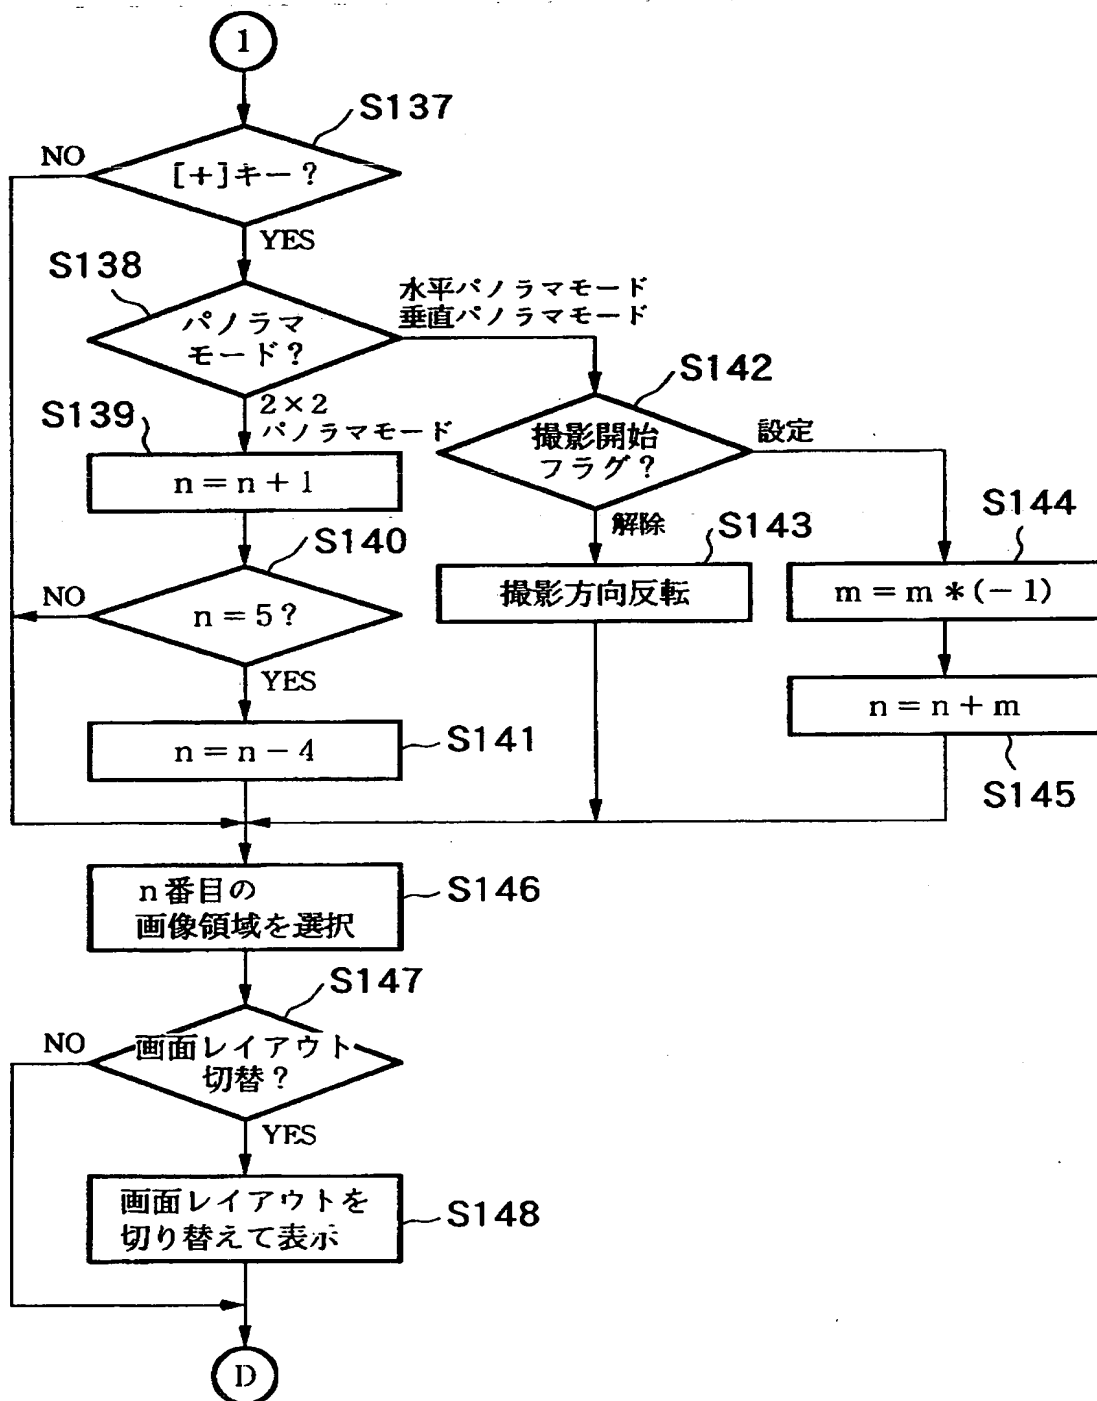 1
S137
NO
[+]キー?
YES
S138
水平パノラマモード
垂直パノラマモード
パノラマ
モード?
S142
S139
2×2
パノラマモード
撮影開始
フラグ?
設定
n=n+1
解除
S143
S144
S140
撮影方向反転
m=m*(-1)
NO
n=5?
YES
n=n+m
n=n-4
S141
S145
n番目の
画像領域を選択
S146
S147
NO
画面レイアウト
切替?
YES
画面レイアウトを
切り替えて表示
S148
D